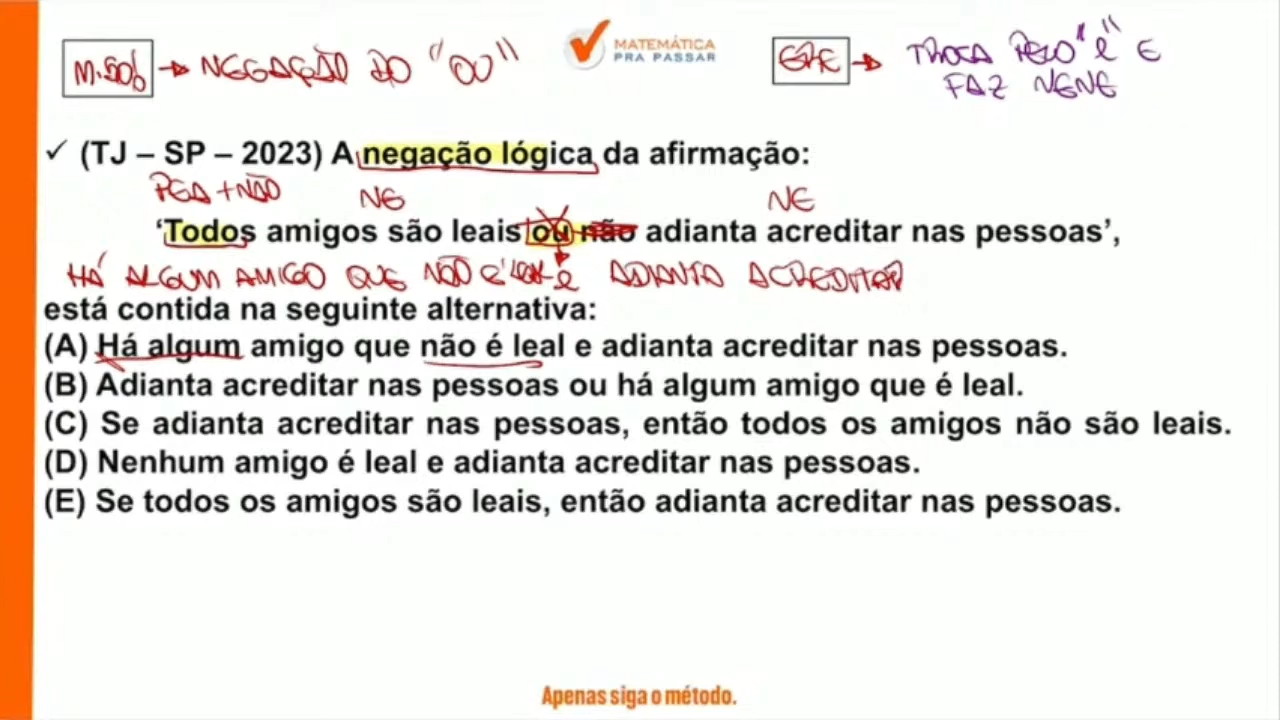 M.50% → NEGAÇÃO DO "OU"
MATEMÁTICA
PRA PASSAR
→ TROCA PELO "e" E
FAZ NENE
✓ (TJ – SP – 2023) A negação lógica da afirmação:
PEA + NÃO NE NE
'Todos amigos são leais ou não adianta acreditar nas pessoas',
HÁ ALGUM AMIGO QUE NÃO É LEAL e ADIANTA ACREDITAR
está contida na seguinte alternativa:
(A) Há algum amigo que não é leal e adianta acreditar nas pessoas.
(B) Adianta acreditar nas pessoas ou há algum amigo que é leal.
(C) Se adianta acreditar nas pessoas, então todos os amigos não são leais.
(D) Nenhum amigo é leal e adianta acreditar nas pessoas.
(E) Se todos os amigos são leais, então adianta acreditar nas pessoas.
Apenas siga o método.